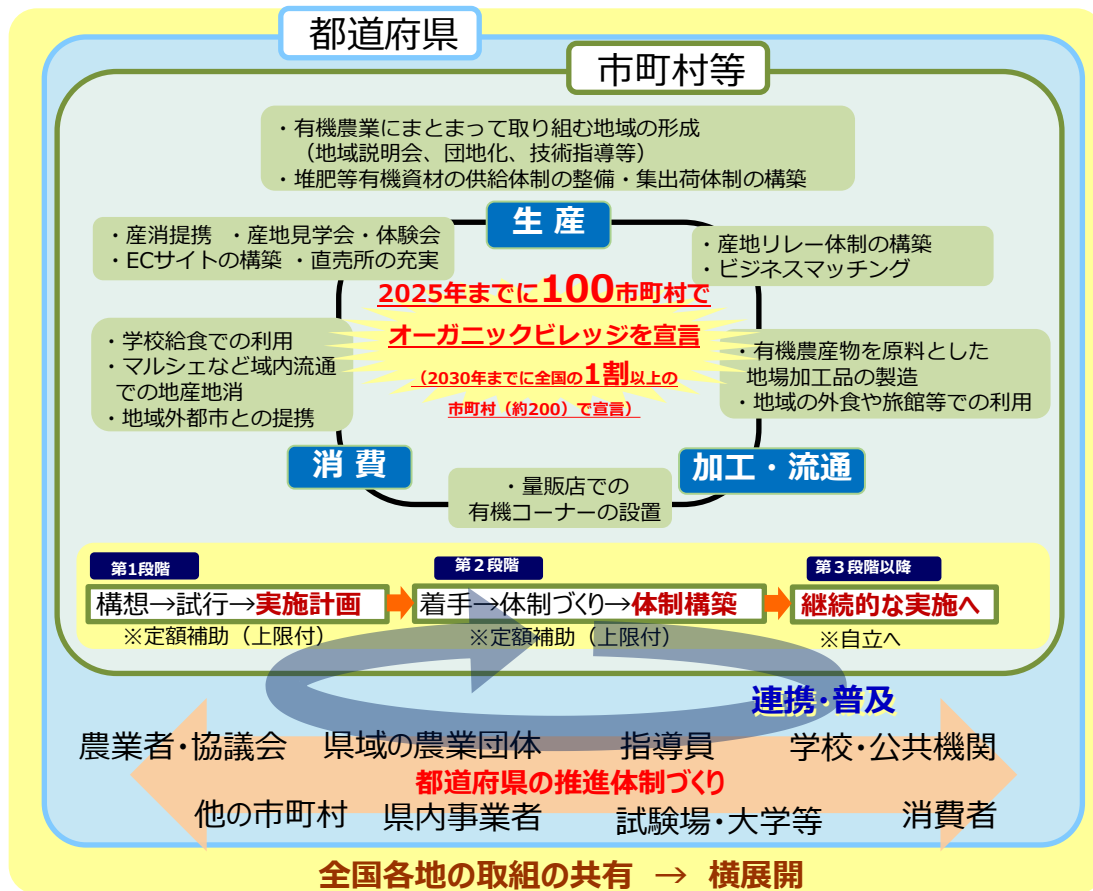 都道府県
市町村等
・有機農業にまとまって取り組む地域の形成
（地域説明会、団地化、技術指導等）
・堆肥等有機資材の供給体制の整備・集出荷体制の構築
生 産
・産消提携 ・産地見学会・体験会
・ECサイトの構築 ・直売所の充実
・産地リレー体制の構築
・ビジネスマッチング
2025年までに100市町村で
オーガニックビレッジを宣言
（2030年までに全国の1割以上の
市町村（約200）で宣言）
・学校給食での利用
・マルシェなど域内流通
での地産地消
・地域外都市との提携
・有機農産物を原料とした
地場加工品の製造
・地域の外食や旅館等での利用
消 費
加工・流通
・量販店での
有機コーナーの設置
第1段階
構想→試行→実施計画
※定額補助（上限付）
第２段階
着手→体制づくり→体制構築
※定額補助（上限付）
第３段階以降
継続的な実施へ
※自立へ
連携・普及
農業者・協議会 県域の農業団体 指導員 学校・公共機関
都道府県の推進体制づくり
他の市町村 県内事業者 試験場・大学等 消費者
全国各地の取組の共有 → 横展開